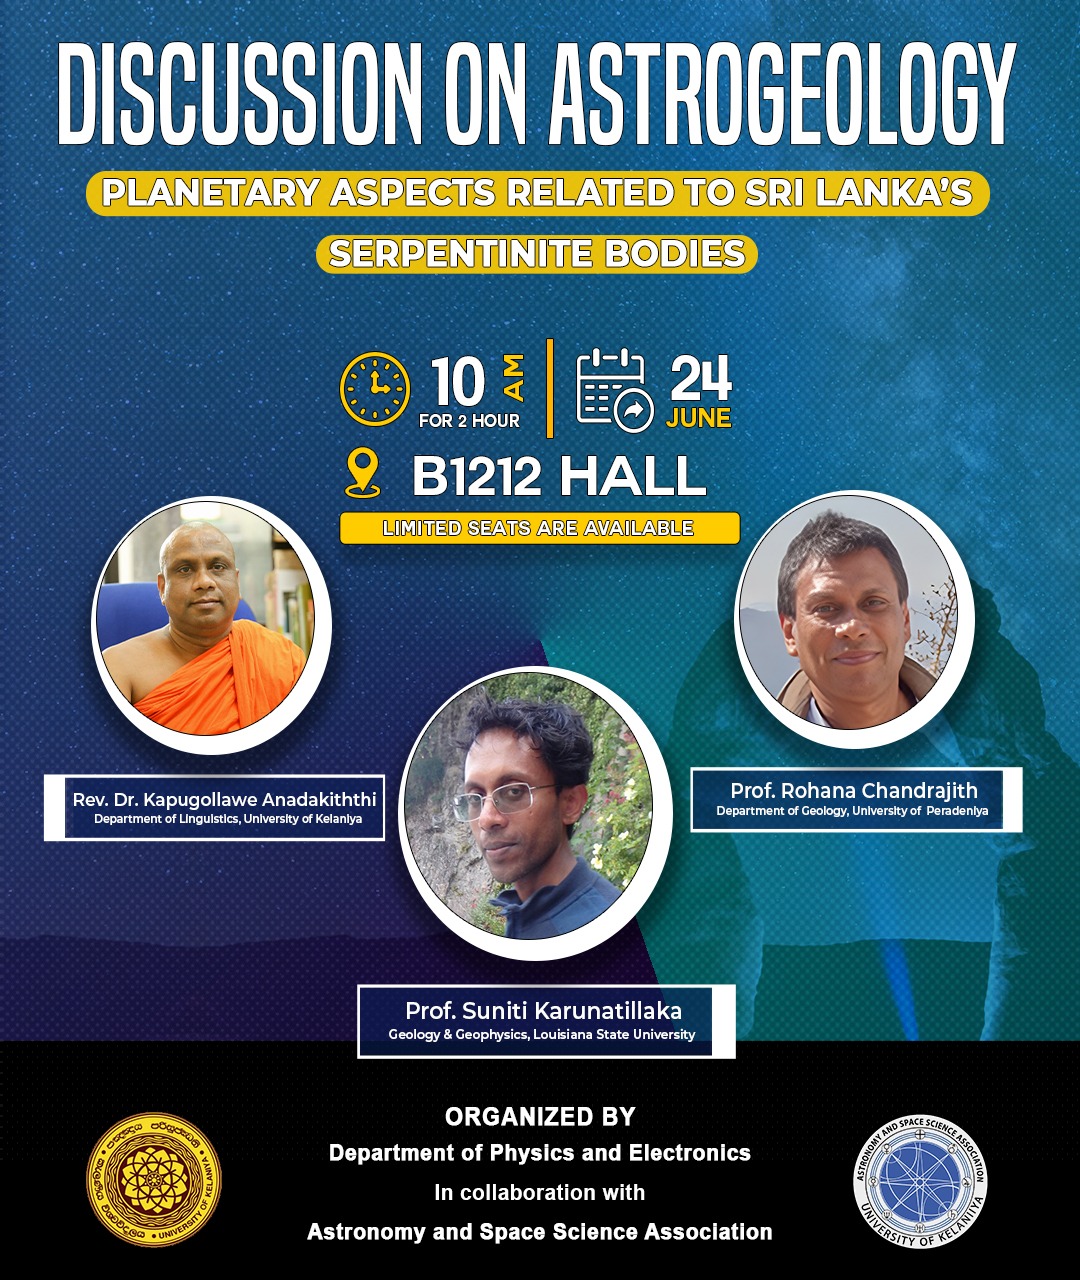 DISCUSSION ON ASTROGEOLOGY
PLANETARY ASPECTS RELATED TO SRI LANKA'S
SERPENTINITE BODIES
10 AM
FOR 2 HOUR
24
JUNE
B1212 HALL
LIMITED SEATS ARE AVAILABLE
Rev. Dr. Kapugollawe Anadakiththi
Department of Linguistics, University of Kelaniya
Prof. Rohana Chandrajith
Department of Geology, University of Peradeniya
Prof. Suniti Karunatillaka
Geology & Geophysics, Louisiana State University
ORGANIZED BY
Department of Physics and Electronics
In collaboration with
Astronomy and Space Science Association
UNIVERSITY OF KELANIYA
ASTRONOMY AND SPACE SCIENCE ASSOCIATION
UNIVERSITY OF KELANIYA